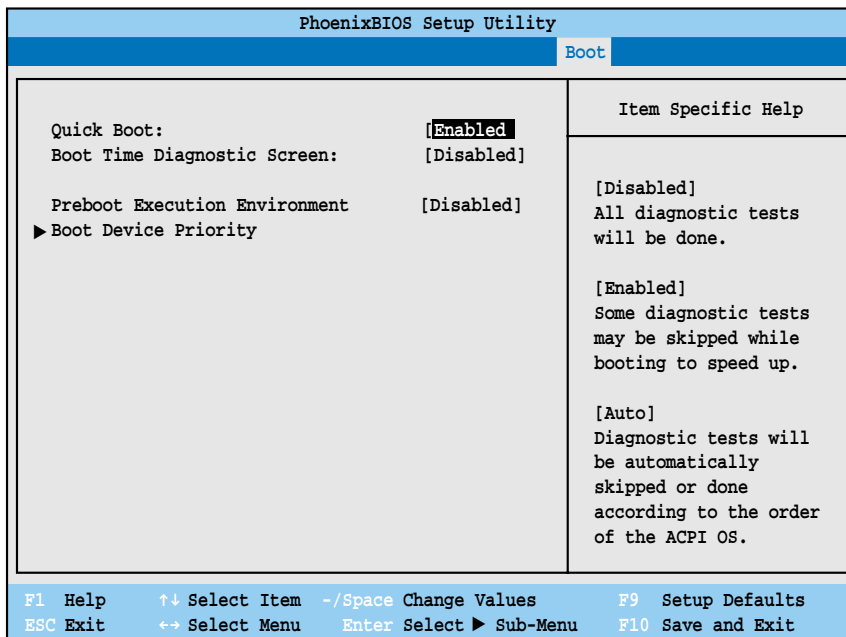 PhoenixBIOS Setup Utility
Boot
Quick Boot: [Enabled
Boot Time Diagnostic Screen: [Disabled]
Preboot Execution Environment [Disabled]
▶Boot Device Priority
Item Specific Help
[Disabled]
All diagnostic tests
will be done.
[Enabled]
Some diagnostic tests
may be skipped while
booting to speed up.
[Auto]
Diagnostic tests will
be automatically
skipped or done
according to the order
of the ACPI OS.
F1 Help ↑↓ Select Item -/Space Change Values F9 Setup Defaults
ESC Exit ←→ Select Menu Enter Select ▶ Sub-Menu F10 Save and Exit